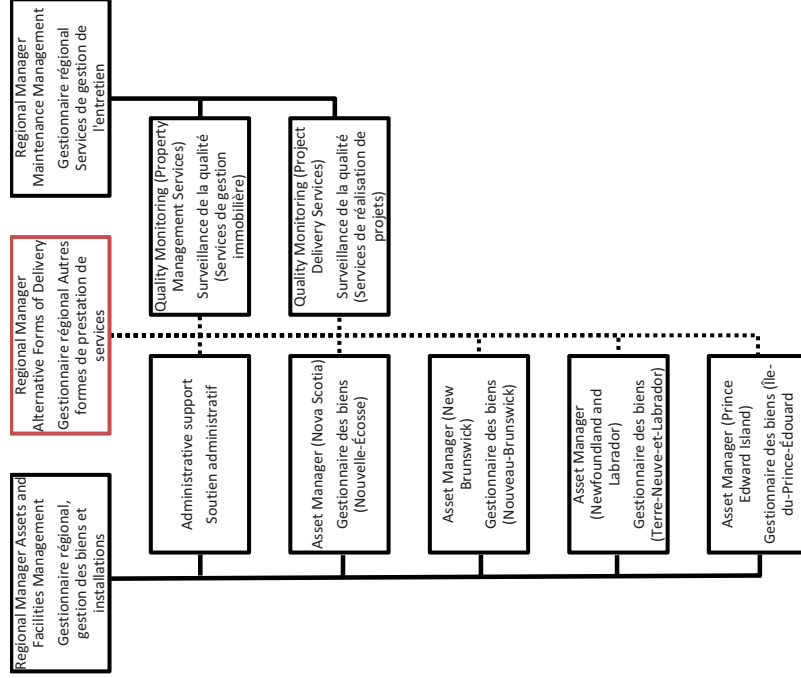 Regional Manager Assets and
Facilities Management
Gestionnaire régional,
gestion des biens et
installations
Regional Manager
Alternative Forms of Delivery
Gestionnaire régional Autres
formes de prestation de
services
Regional Manager
Maintenance Management
Gestionnaire régional
Services de gestion de
l'entretien
Administrative support
Soutien administratif
Quality Monitoring (Property
Management Services)
Surveillance de la qualité
(Services de gestion
immobilière)
Asset Manager (Nova Scotia)
Gestionnaire des biens
(Nouvelle-Écosse)
Quality Monitoring (Project
Delivery Services)
Surveillance de la qualité
(Services de réalisation de
projets)
Asset Manager (New
Brunswick)
Gestionnaire des biens
(Nouveau-Brunswick)
Asset Manager
(Newfoundland and
Labrador)
Gestionnaire des biens
(Terre-Neuve-et-Labrador)
Asset Manager (Prince
Edward Island)
Gestionnaire des biens (Île-
du-Prince-Édouard